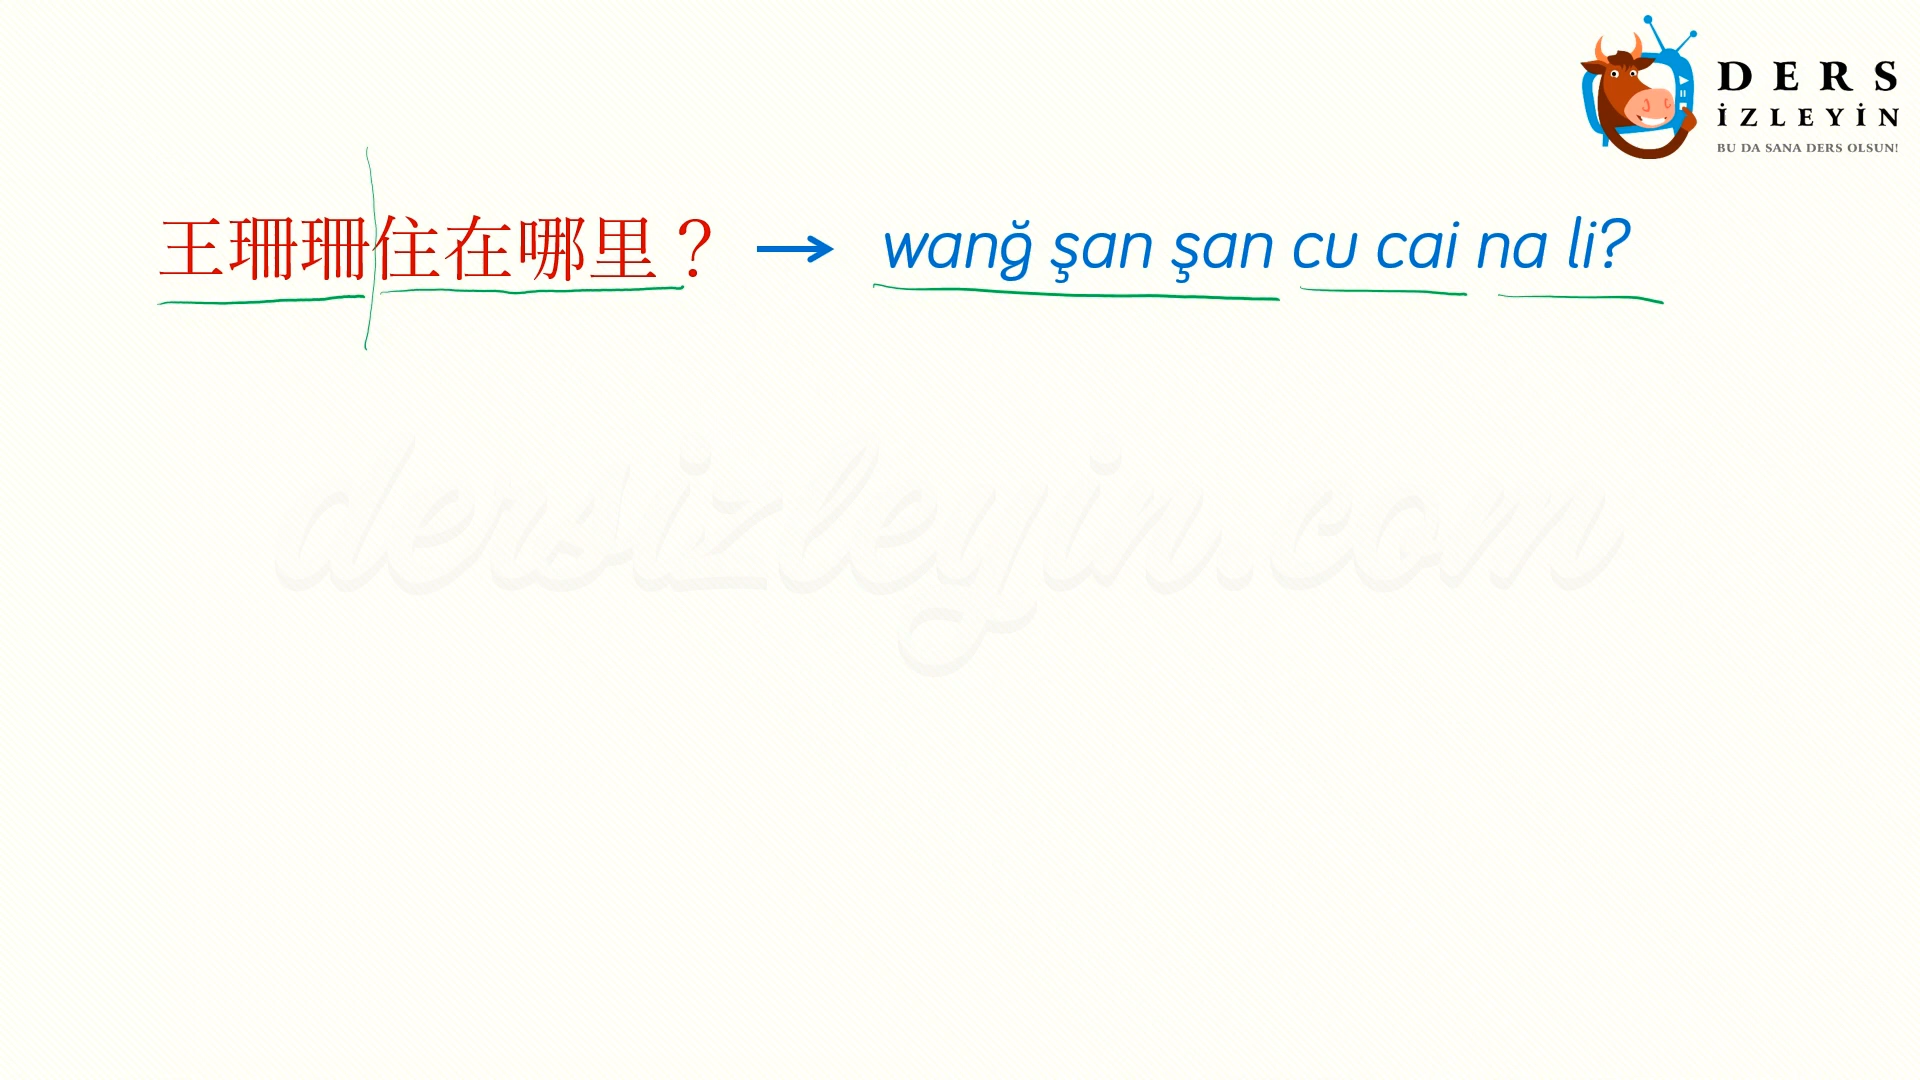 DERS
İZLEYİN
BU DA SANA DERS OLSUN!
王珊珊住在哪里？ → wanğ şan şan cu cai na li?
dersizleyin.com